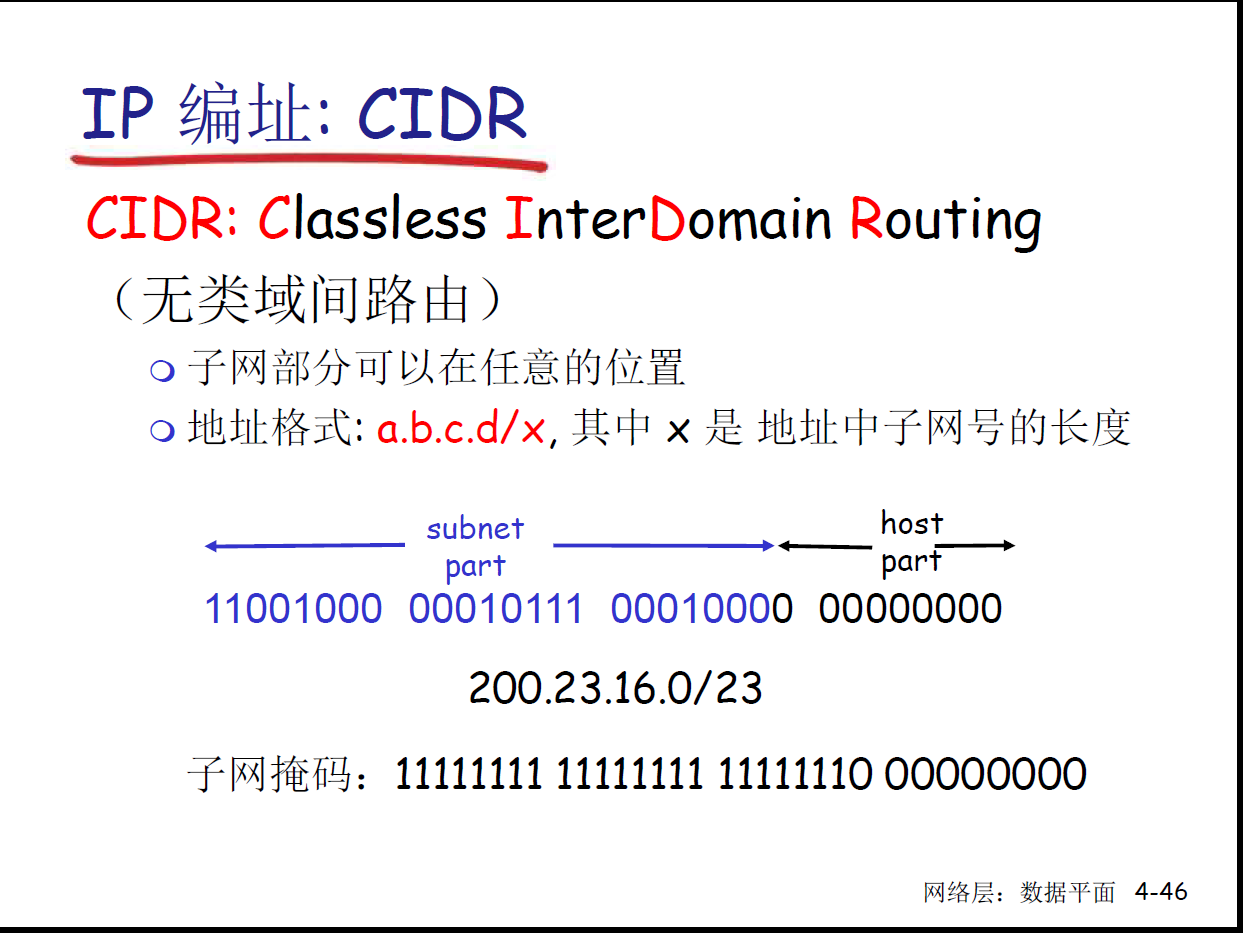 IP 编址: CIDR
CIDR: Classless InterDomain Routing
（无类域间路由）
子网部分可以在任意的位置
地址格式: a.b.c.d/x, 其中 x 是 地址中子网号的长度
subnet part
host part
11001000 00010111 00010000 00000000
200.23.16.0/23
子网掩码：11111111 11111111 11111110 00000000
网络层：数据平面 4-46